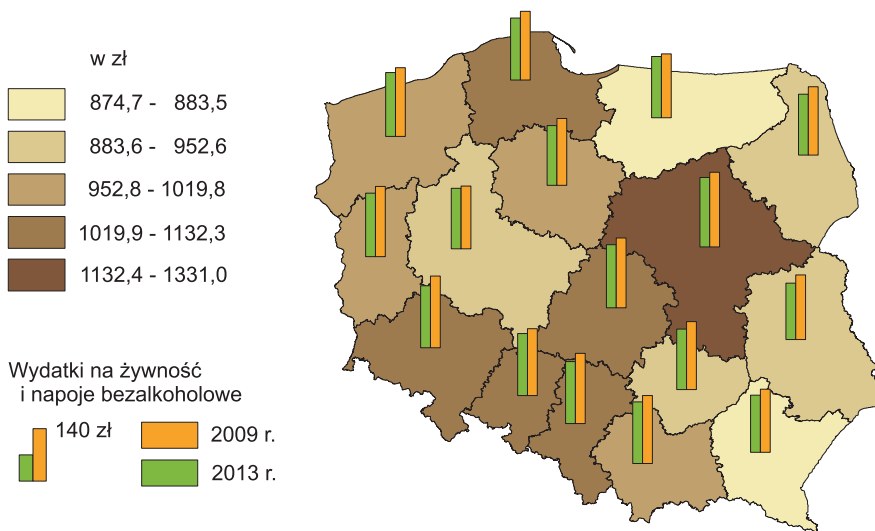 w zł
874,7 - 883,5
883,6 - 952,6
952,8 - 1019,8
1019,9 - 1132,3
1132,4 - 1331,0
Wydatki na żywność
i napoje bezalkoholowe
140 zł
2009 r.
2013 r.